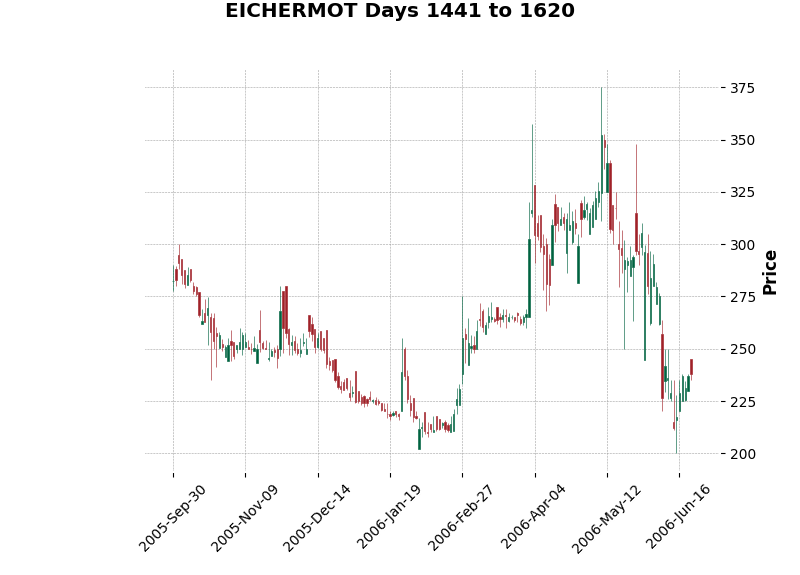 EICHERMOT Days 1441 to 1620
375
350
325
300
275
250
225
200
Price
2005-Sep-30
2005-Nov-09
2005-Dec-14
2006-Jan-19
2006-Feb-27
2006-Apr-04
2006-May-12
2006-Jun-16